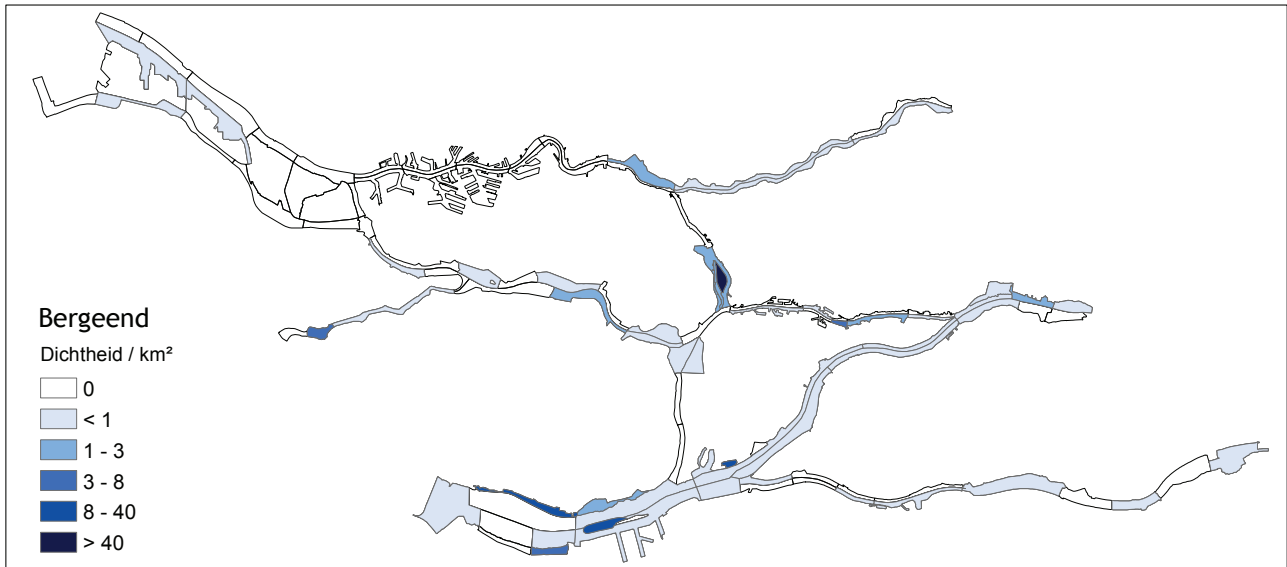 Bergeend
Dichtheid / km²
0
< 1
1 - 3
3 - 8
8 - 40
> 40